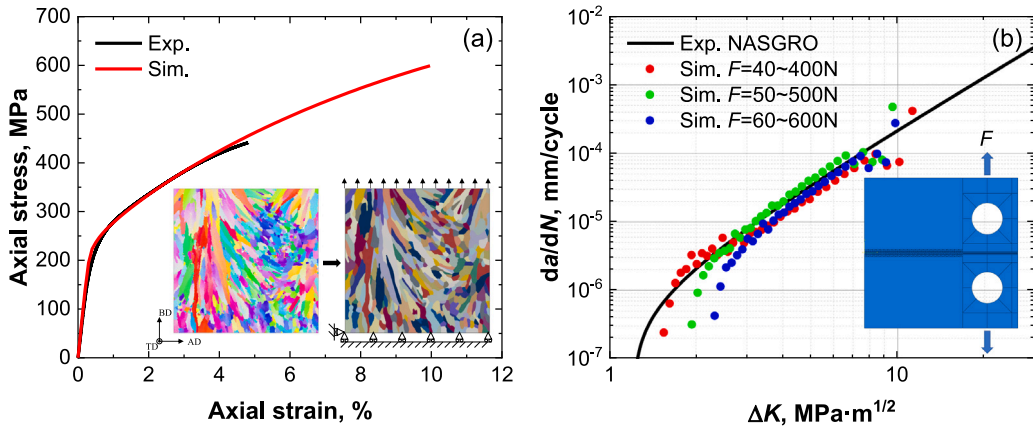 (a)
Exp.
Sim.
700
600
500
400
300
200
100
0
Axial stress, MPa
BD
TD
AD
0
2
4
6
8
10
12
Axial strain, %
(b)
Exp. NASGRO
Sim. F=40~400N
Sim. F=50~500N
Sim. F=60~600N
F
10⁻²
10⁻³
10⁻⁴
10⁻⁵
10⁻⁶
10⁻⁷
da/dN, mm/cycle
1
10
ΔK, MPa·m¹ᐟ²